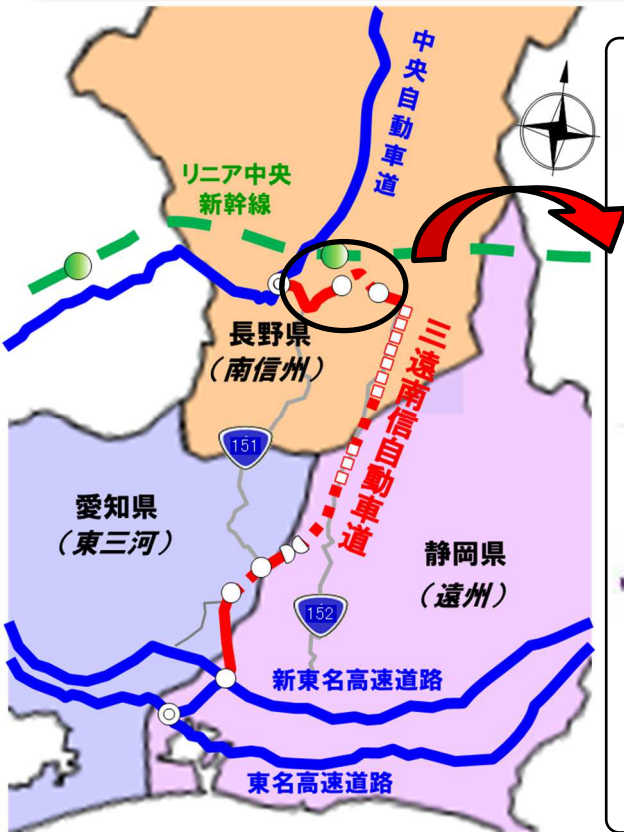 中央自動車道
リニア中央
新幹線
長野県
(南信州)
三遠南信自動車道
151
愛知県
(東三河)
静岡県
(遠州)
152
新東名高速道路
東名高速道路